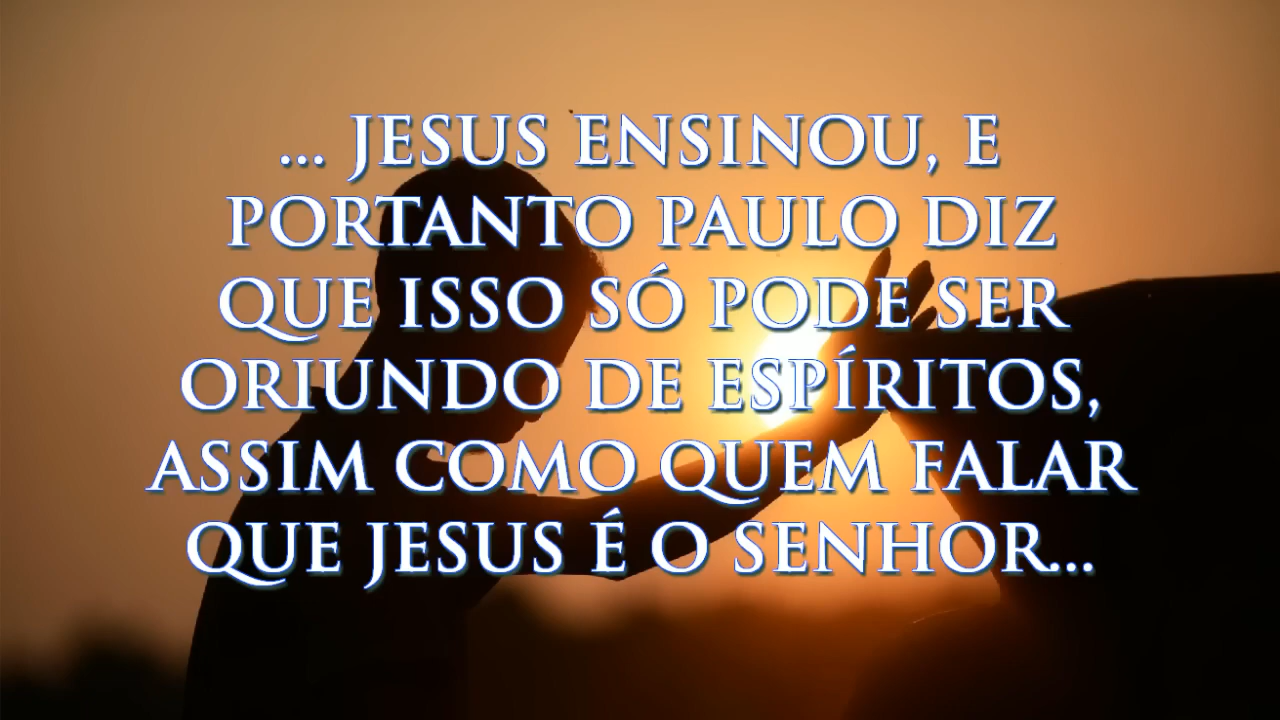 ... JESUS ENSINOU, E
PORTANTO PAULO DIZ
QUE ISSO SÓ PODE SER
ORIUNDO DE ESPÍRITOS,
ASSIM COMO QUEM FALAR
QUE JESUS É O SENHOR...